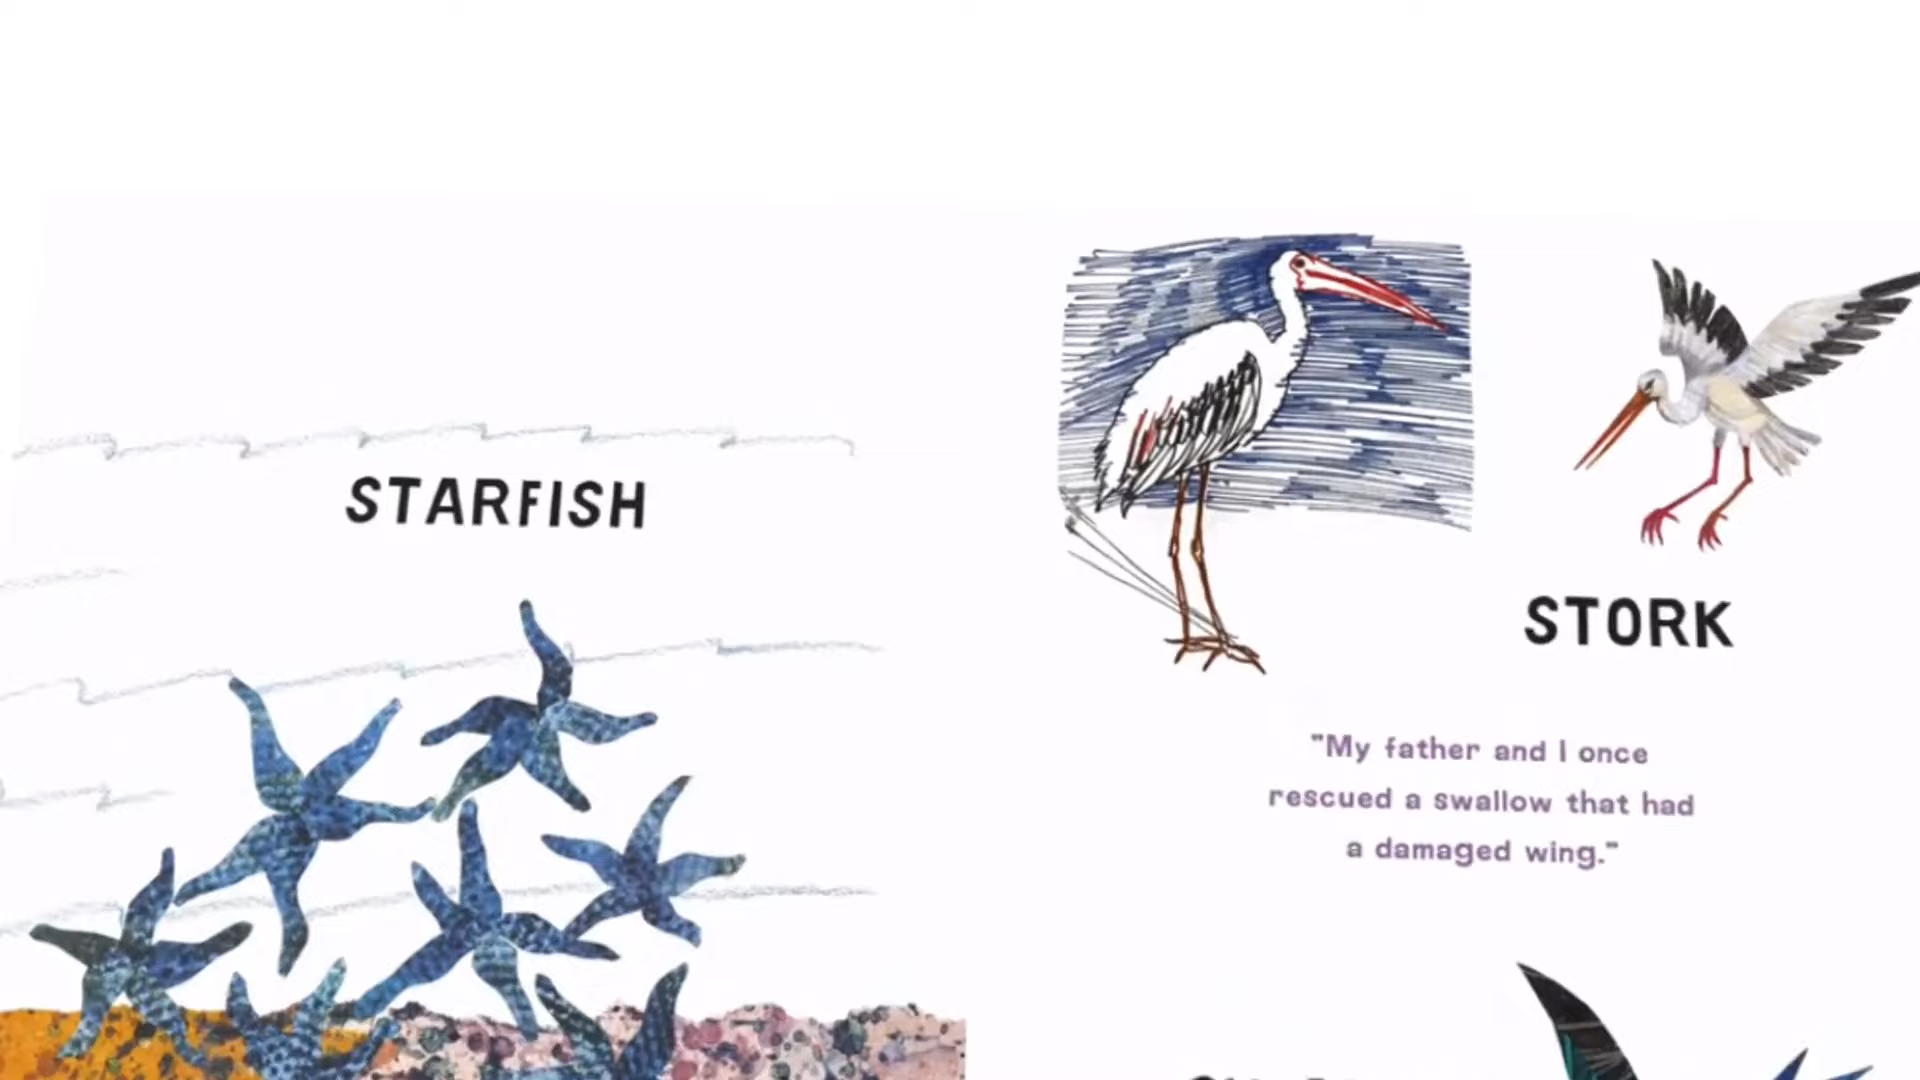 STARFISH
STORK
"My father and I once
rescued a swallow that had
a damaged wing."